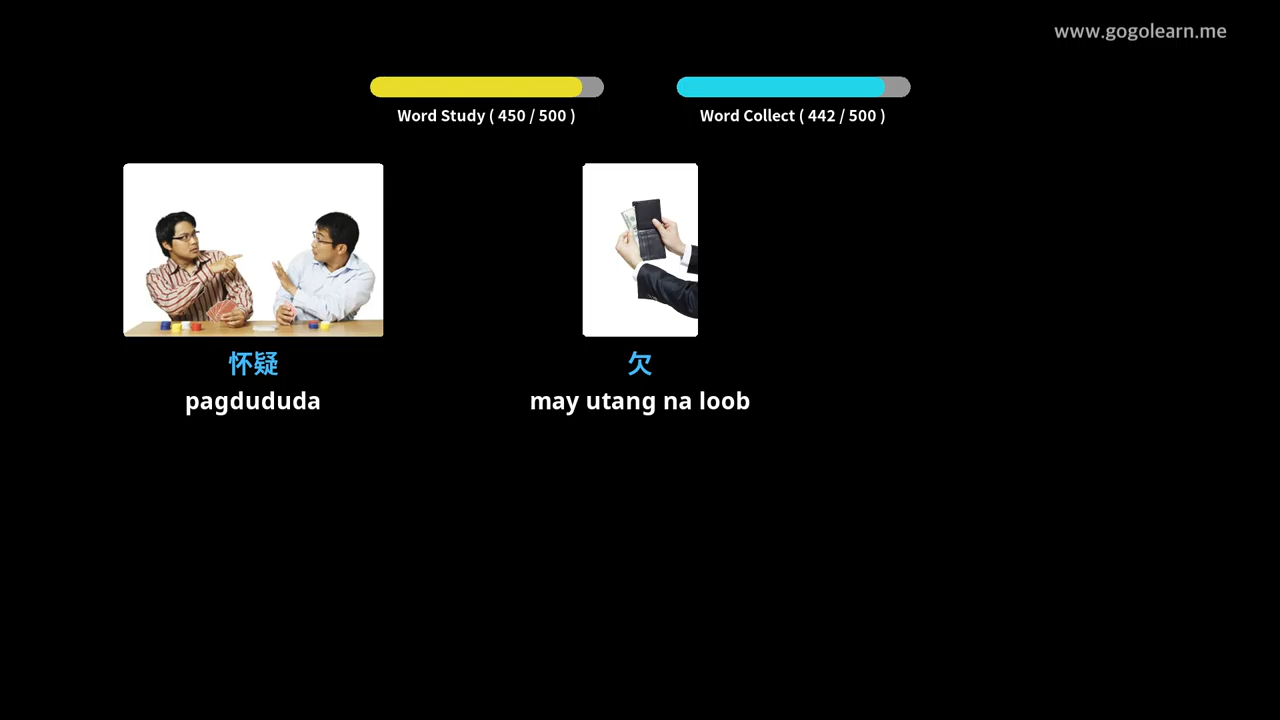 www.gogolearn.me
Word Study ( 450 / 500 )
Word Collect ( 442 / 500 )
怀疑
pagdududa
欠
may utang na loob